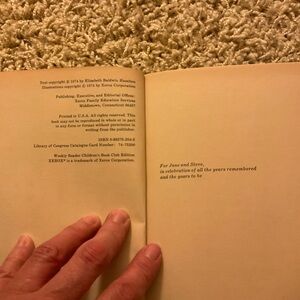 Text copyright © 1974 by Elizabeth Baldwin Hazelton
Illustrations copyright © 1974 by Xerox Corporation
Publishing, Executive, and Editorial Offices:
Xerox Family Education Services
Middletown, Connecticut 06457
Printed in U.S.A. All rights reserved. This
book may not be reproduced in whole or in part
in any form or format without permission in
writing from the publisher.
ISBN
Library of Congress Catalogue Card Number:
Weekly Reader Children's Book Club Edition
XEROX® is a trademark of Xerox Corporation.
For Jane and Steve,
in celebration of all the years remembered
and the years to be